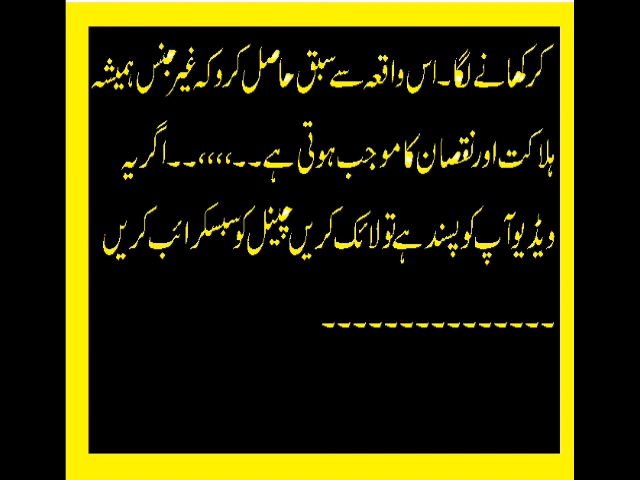 کر کھانے لگا۔اس واقعہ سے سبق حاصل کرو کہ غیر جنس ہمیشہ
ہلاکت اور نقصان کا موجب ہوتی ہے۔۔،،،،۔۔اگر یہ
ویڈیو آپ کو پسند ہے تو لائک کریں چینل کو سبسکرائب کریں
۔۔۔۔۔۔۔۔۔۔۔۔۔۔۔